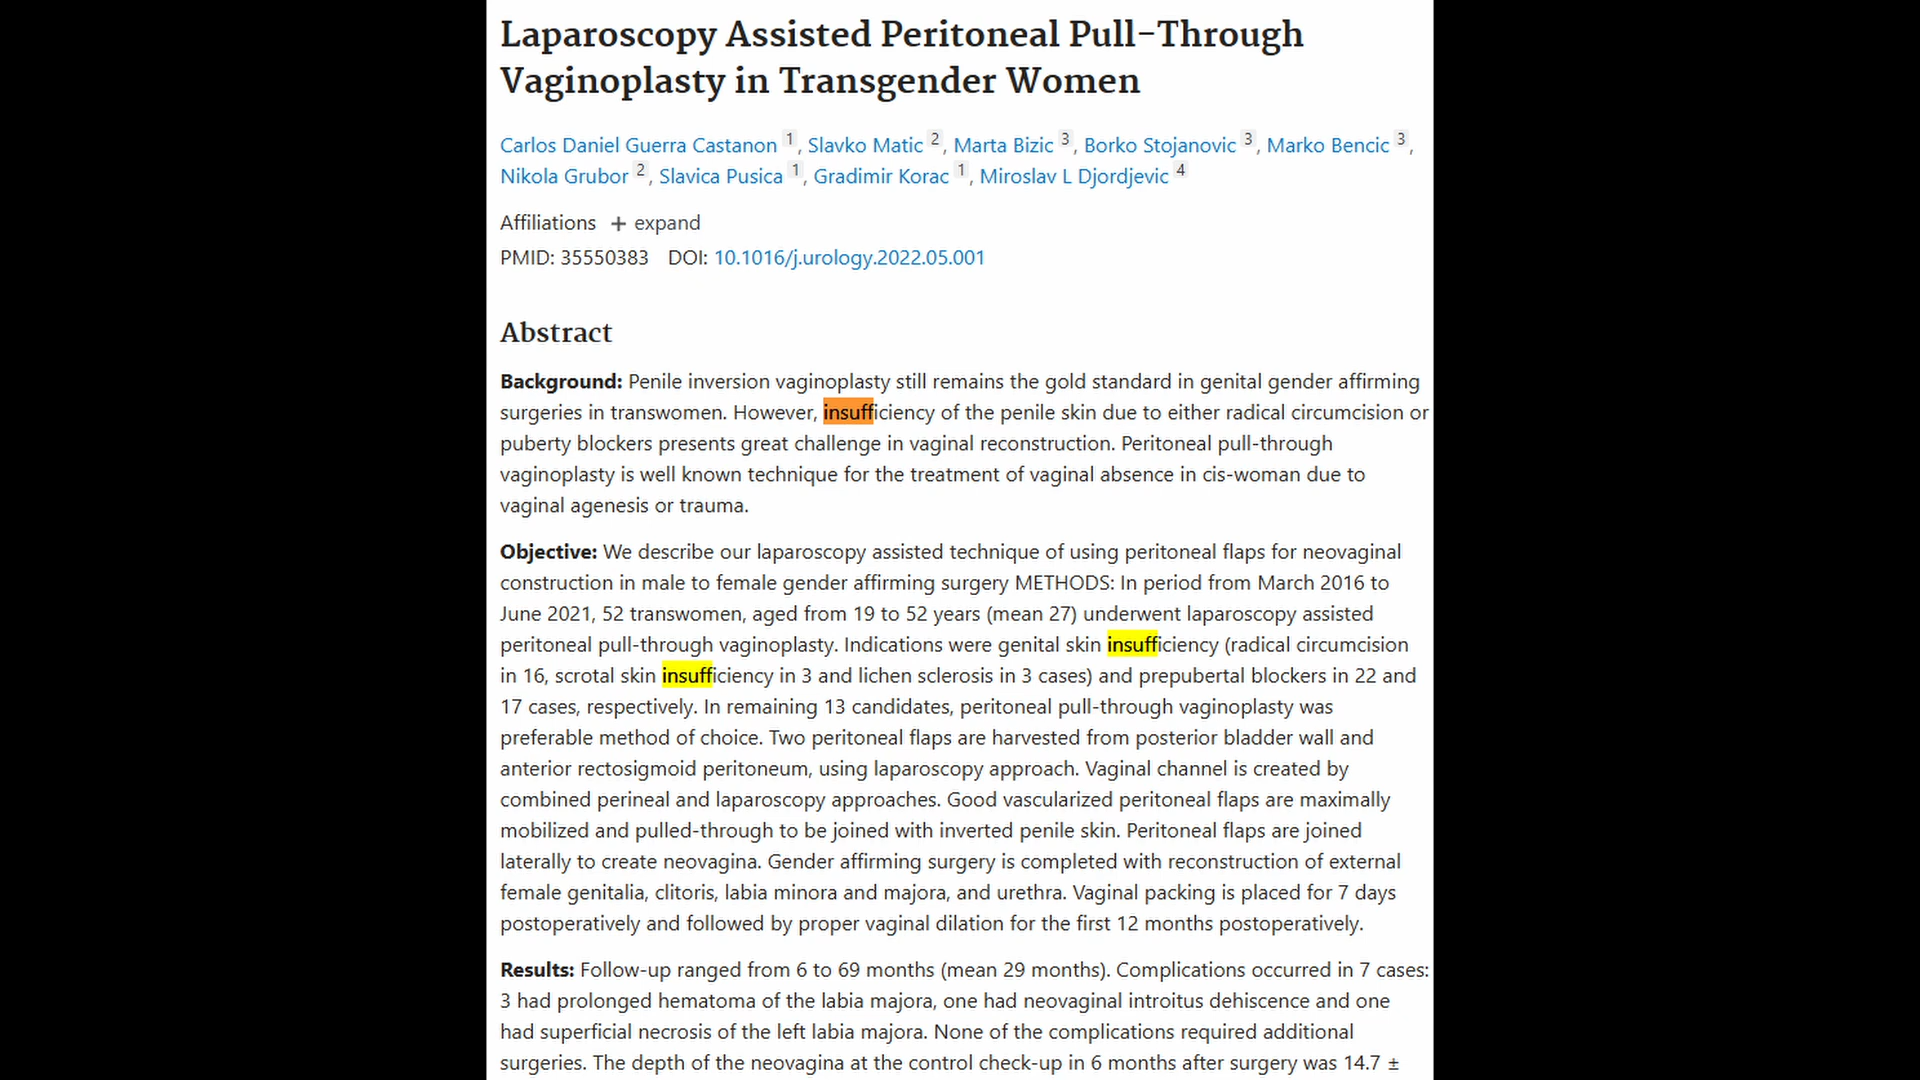 Laparoscopy Assisted Peritoneal Pull-Through
Vaginoplasty in Transgender Women
Carlos Daniel Guerra Castanon 1, Slavko Matic 2, Marta Bizic 3, Borko Stojanovic 3, Marko Bencic 3,
Nikola Grubor 2, Slavica Pusica 1, Gradimir Korac 1, Miroslav L Djordjevic 4
Affiliations + expand
PMID: 35550383 DOI: 10.1016/j.urology.2022.05.001
Abstract
Background: Penile inversion vaginoplasty still remains the gold standard in genital gender affirming
surgeries in transwomen. However, insufficiency of the penile skin due to either radical circumcision or
puberty blockers presents great challenge in vaginal reconstruction. Peritoneal pull-through
vaginoplasty is well known technique for the treatment of vaginal absence in cis-woman due to
vaginal agenesis or trauma.
Objective: We describe our laparoscopy assisted technique of using peritoneal flaps for neovaginal
construction in male to female gender affirming surgery METHODS: In period from March 2016 to
June 2021, 52 transwomen, aged from 19 to 52 years (mean 27) underwent laparoscopy assisted
peritoneal pull-through vaginoplasty. Indications were genital skin insufficiency (radical circumcision
in 16, scrotal skin insufficiency in 3 and lichen sclerosis in 3 cases) and prepubertal blockers in 22 and
17 cases, respectively. In remaining 13 candidates, peritoneal pull-through vaginoplasty was
preferable method of choice. Two peritoneal flaps are harvested from posterior bladder wall and
anterior rectosigmoid peritoneum, using laparoscopy approach. Vaginal channel is created by
combined perineal and laparoscopy approaches. Good vascularized peritoneal flaps are maximally
mobilized and pulled-through to be joined with inverted penile skin. Peritoneal flaps are joined
laterally to create neovagina. Gender affirming surgery is completed with reconstruction of external
female genitalia, clitoris, labia minora and majora, and urethra. Vaginal packing is placed for 7 days
postoperatively and followed by proper vaginal dilation for the first 12 months postoperatively.
Results: Follow-up ranged from 6 to 69 months (mean 29 months). Complications occurred in 7 cases:
3 had prolonged hematoma of the labia majora, one had neovaginal introitus dehiscence and one
had superficial necrosis of the left labia majora. None of the complications required additional
surgeries. The depth of the neovagina at the control check-up in 6 months after surgery was 14.7 ±